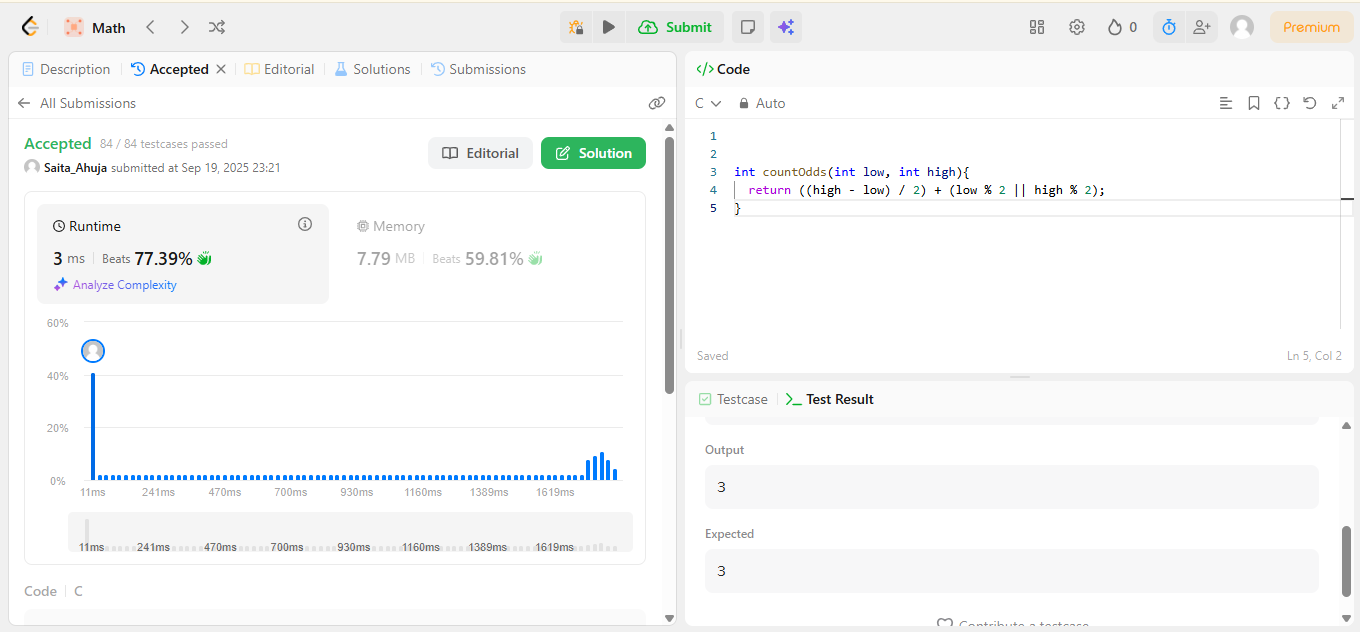 Math
Submit
0
Premium
Description
Accepted
Editorial
Solutions
Submissions
All Submissions
Accepted 84 / 84 testcases passed
Saita_Ahuja submitted at Sep 19, 2025 23:21
Editorial
Solution
Runtime
3 ms Beats 77.39%
Analyze Complexity
Memory
7.79 MB Beats 59.81%
60%
40%
20%
0%
11ms 241ms 470ms 700ms 930ms 1160ms 1389ms 1619ms
11ms 241ms 470ms 700ms 930ms 1160ms 1389ms 1619ms
Code C
</> Code
C Auto
1
2
3 int countOdds(int low, int high){
4 return ((high - low) / 2) + (low % 2 || high % 2);
5 }
Saved
Ln 5, Col 2
Testcase
Test Result
Output
3
Expected
3
Contribute a testcase